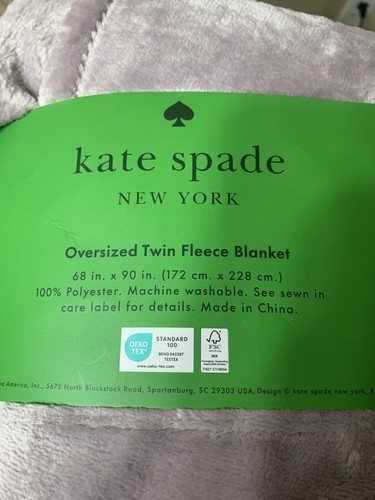 kate spade
NEW YORK
Oversized Twin Fleece Blanket
68 in. x 90 in. (172 cm. x 228 cm.)
100% Polyester. Machine washable. See sewn in
care label for details. Made in China.
OEKO
TEX®
STANDARD
100
TESTEX
www.oeko-tex.com
FSC
MIX
America, Inc., 5675 North Blackstock Road, Spartanburg, SC 29303 USA, Design © kate spade new york,